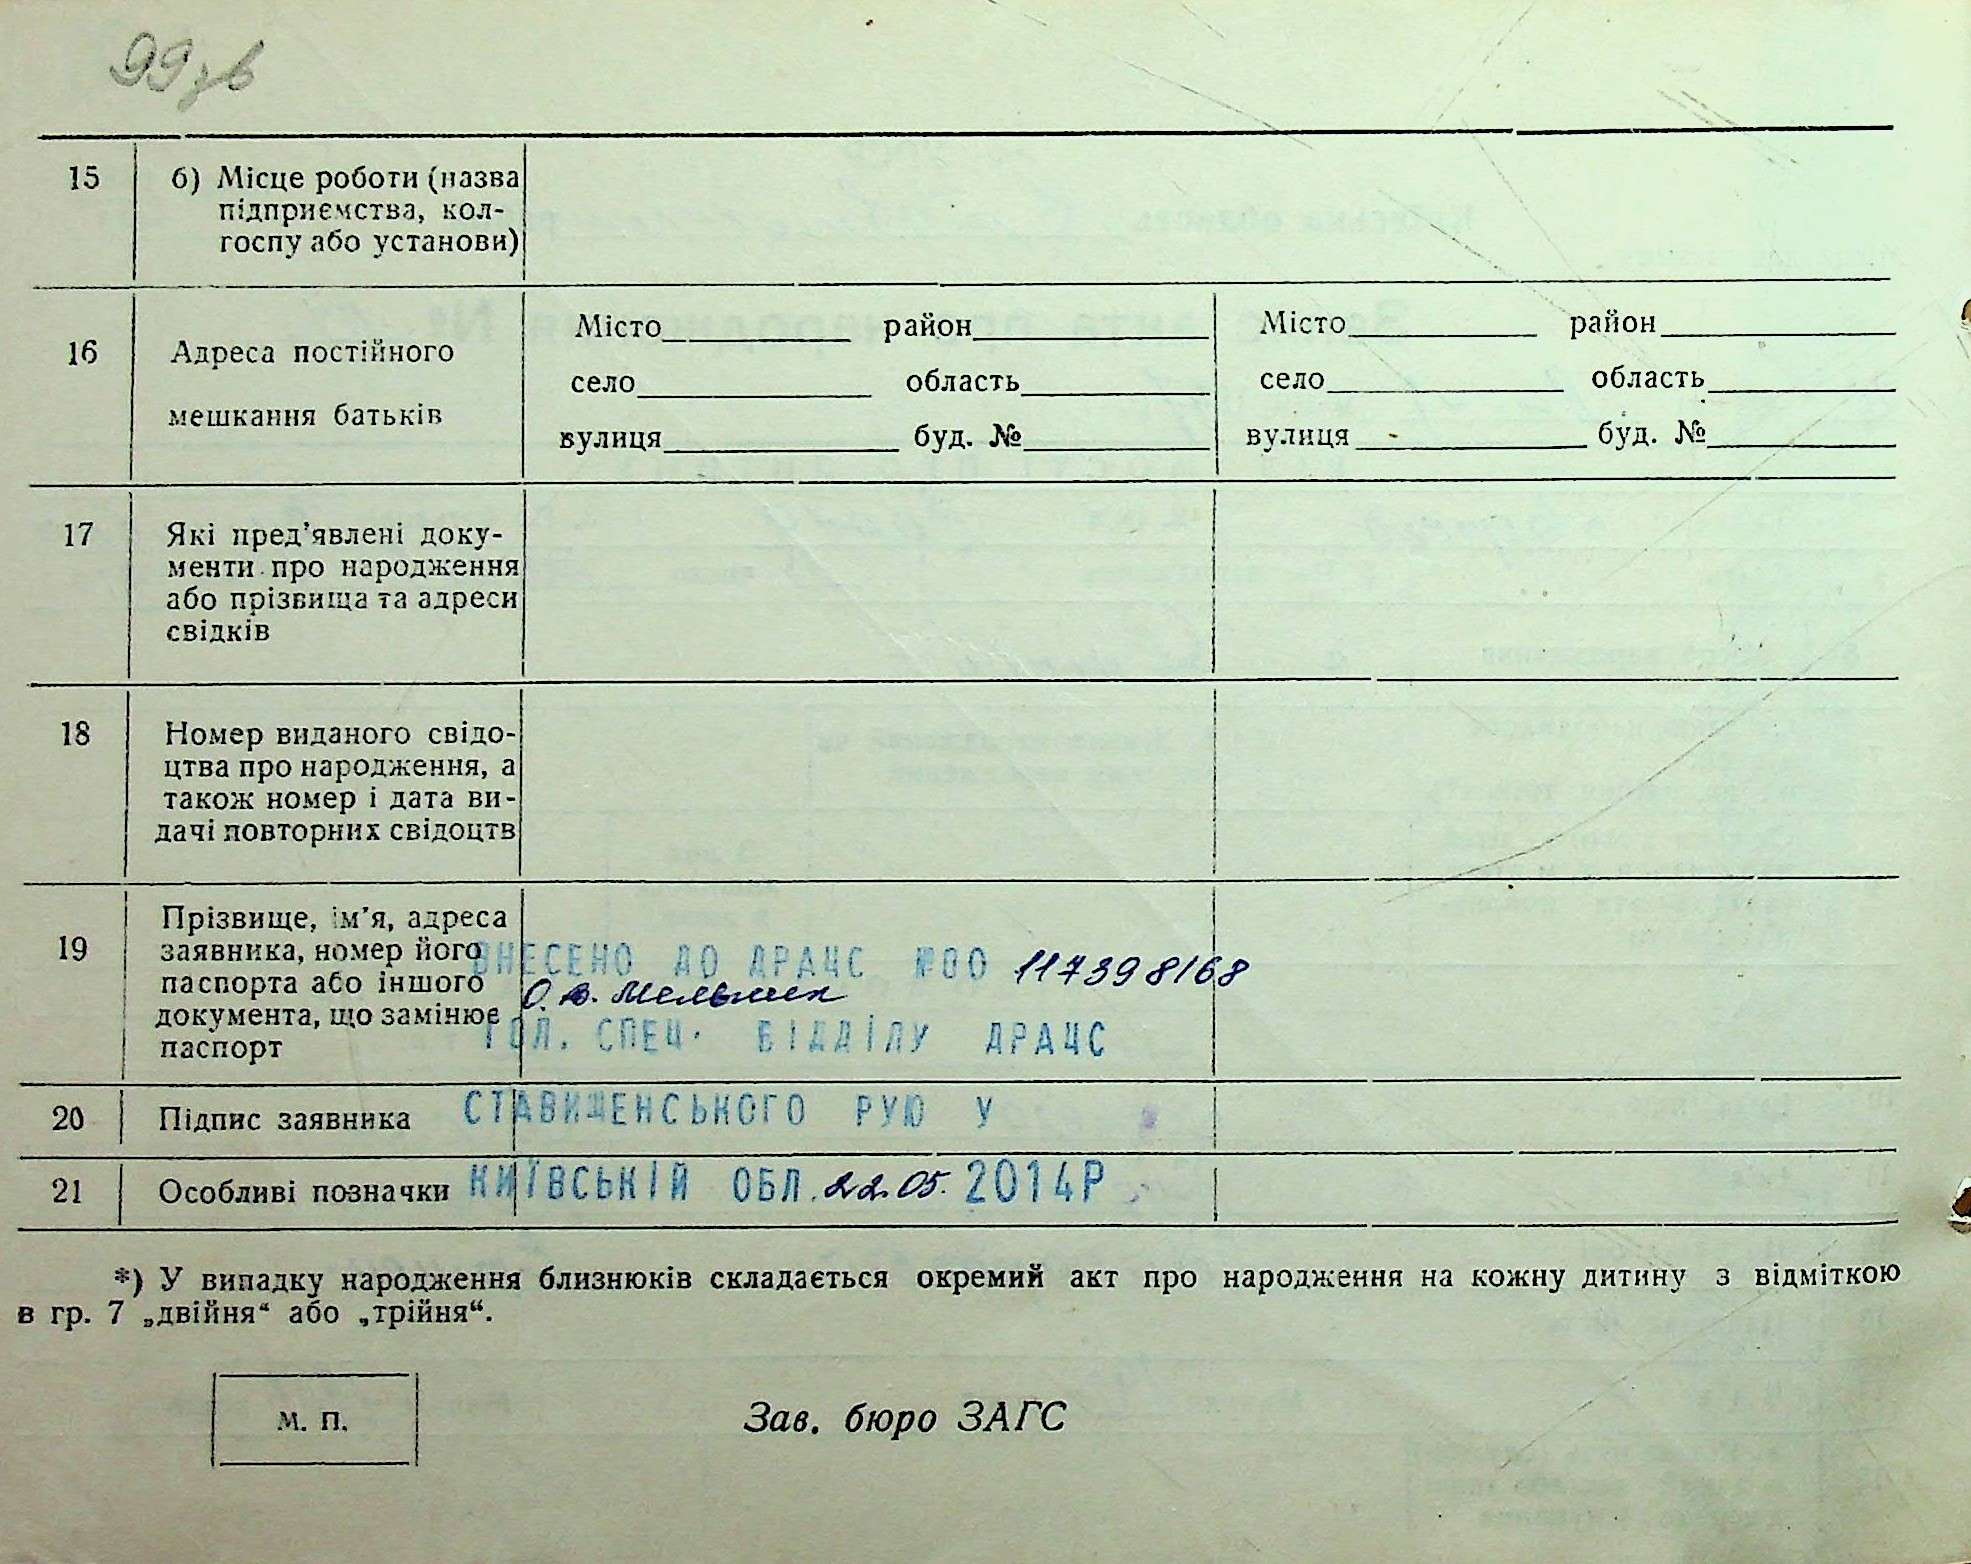 99 зв
15 б) Місце роботи (назва
підприємства, кол-
госпу або установи)
16 Адреса постійного
мешкання батьків
Місто район Місто район
село область село область
вулиця буд. № вулиця буд. №
17 Які пред’явлені доку-
менти про народження
або прізвища та адреси
свідків
18 Номер виданого свідо-
цтва про народження, а
також номер і дата ви-
дачі повторних свідоцтв
19 Прізвище, ім’я, адреса
заявника, номер його
паспорта або іншого
документа, що замінює
паспорт
ВНЕСЕНО ДО ДРАЦС №00 117398168
О.В. Мельник
ГОЛ. СПЕЦ. ВІДДІЛУ ДРАЦС
20 Підпис заявника
СТАВИЩЕНСЬКОГО РУЮ У
21 Особливі позначки
КИЇВСЬКІЙ ОБЛ. 22.05. 2014Р
*) У випадку народження близнюків складається окремий акт про народження на кожну дитину з відміткою
в гр. 7 „двійня“ або „трійня“.
М. П.
Зав. бюро ЗАГС